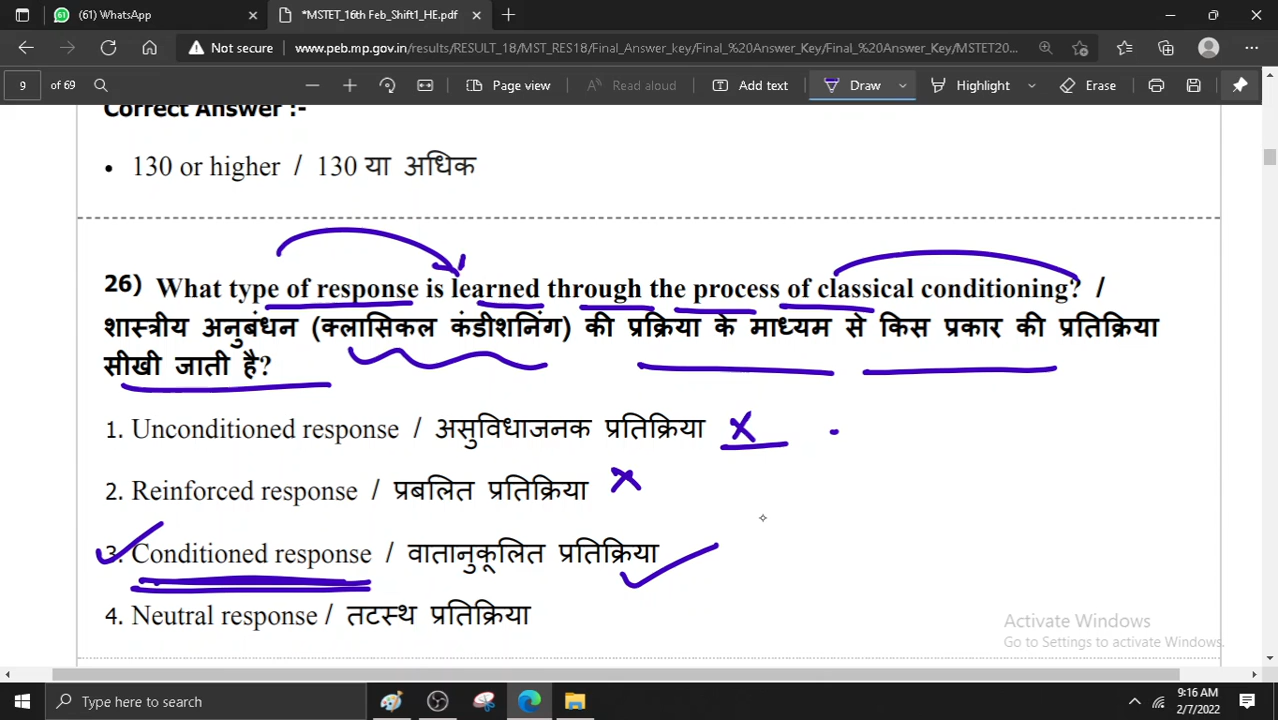 (61) WhatsApp
*MSTET_16th Feb_Shift1_HE.pdf
Not secure www.peb.mp.gov.in/results/RESULT_18/MST_RES18/Final_Answer_key/Final_%20Answer_Key/Final_%20Answer_Key/MSTET20...
9 of 69 Page view Read aloud Add text Draw Highlight Erase
Correct Answer :-
• 130 or higher / 130 या अधिक
26) What type of response is learned through the process of classical conditioning? /
शास्त्रीय अनुबंधन (क्लासिकल कंडीशनिंग) की प्रक्रिया के माध्यम से किस प्रकार की प्रतिक्रिया
सीखी जाती है?
1. Unconditioned response / असुविधाजनक प्रतिक्रिया
2. Reinforced response / प्रबलित प्रतिक्रिया
3. Conditioned response / वातानुकूलित प्रतिक्रिया
4. Neutral response / तटस्थ प्रतिक्रिया
Activate Windows
Go to Settings to activate Windows.
Type here to search
9:16 AM
2/7/2022